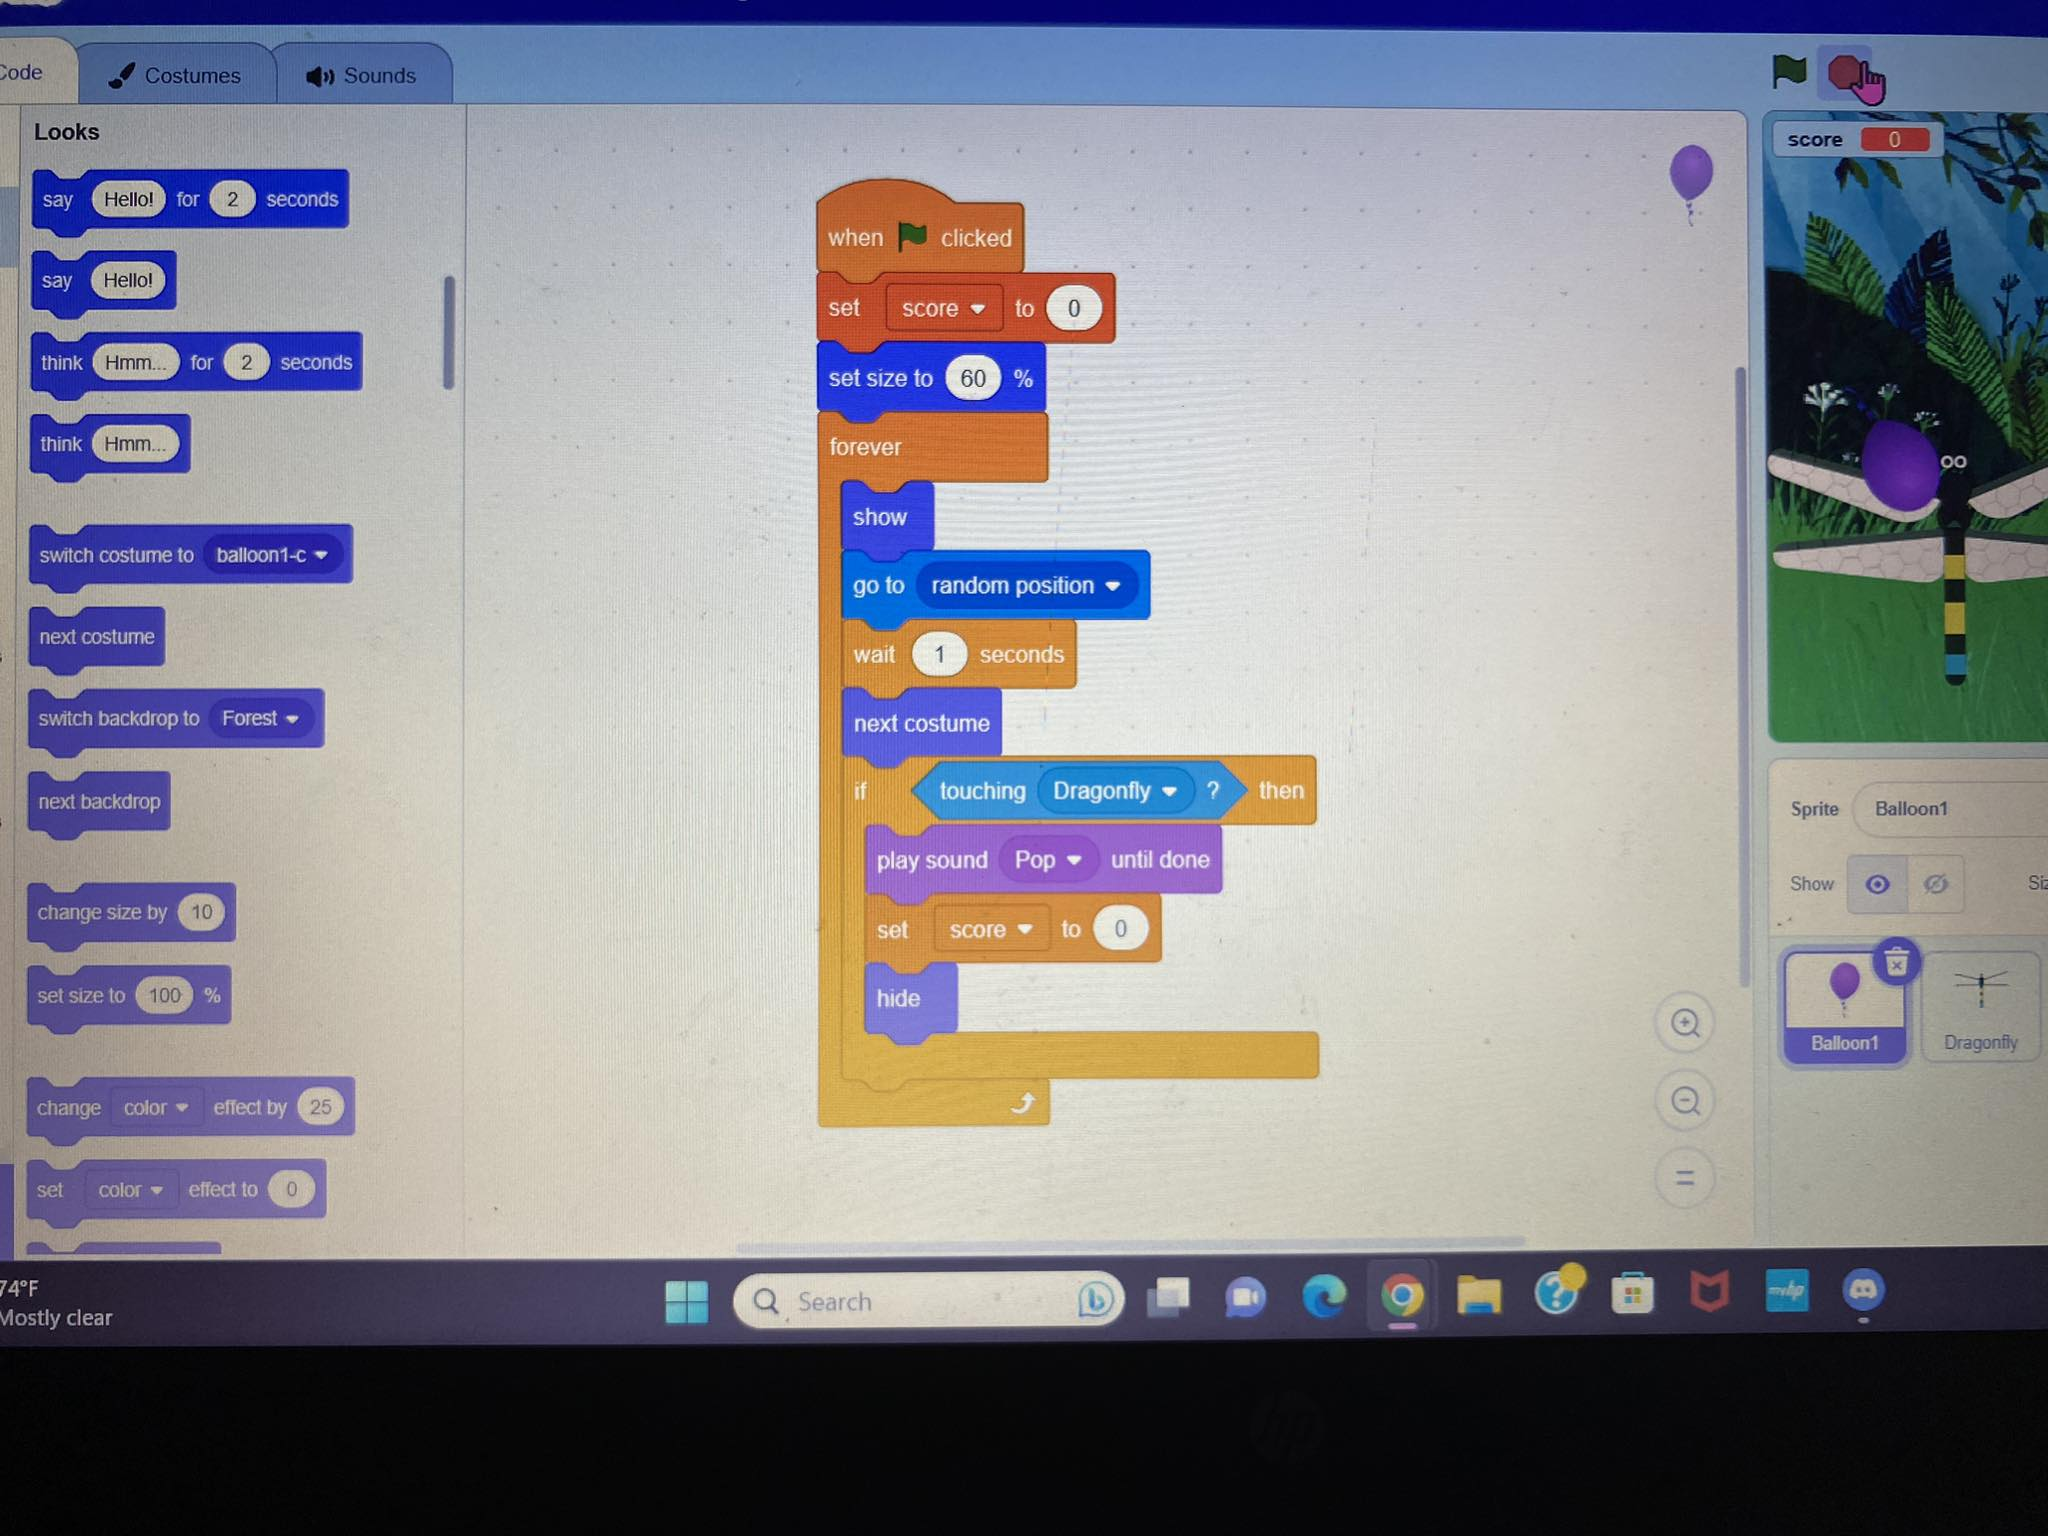 Code
Costumes
Sounds
Looks
say Hello! for 2 seconds
say Hello!
think Hmm... for 2 seconds
think Hmm...
switch costume to balloon1-c
next costume
switch backdrop to Forest
next backdrop
change size by 10
set size to 100 %
change color effect by 25
set color effect to 0
when clicked
set score to 0
set size to 60 %
forever
show
go to random position
wait 1 seconds
next costume
if touching Dragonfly ? then
play sound Pop until done
set score to 0
hide
score 0
Sprite Balloon1
Show
Balloon1
Dragonfly
74°F
Mostly clear
Search
myhp
hp